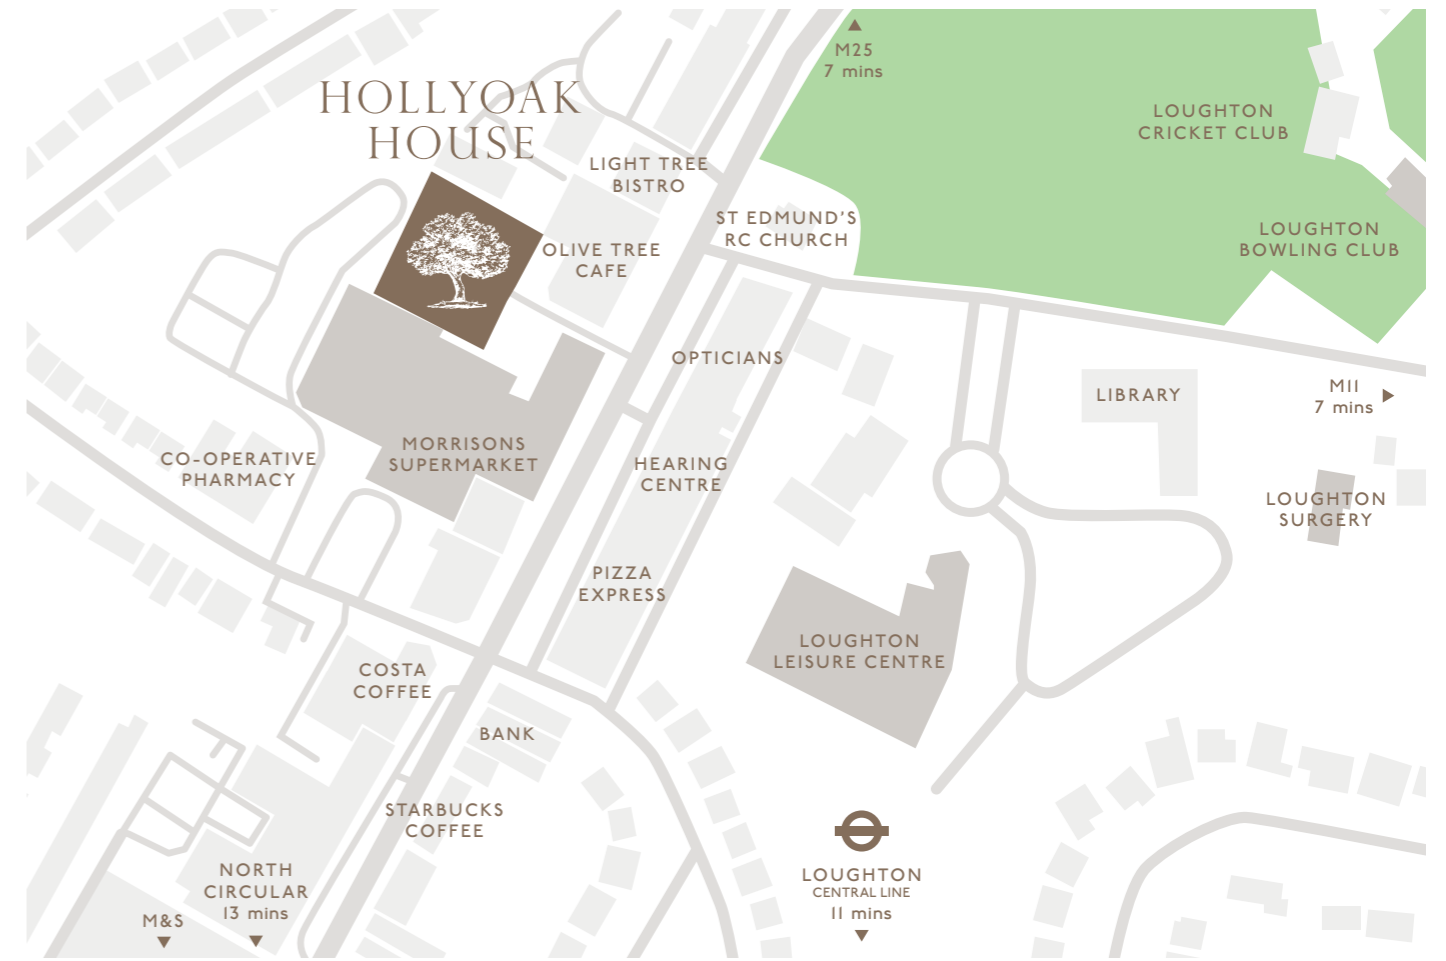 M25
7 mins
HOLLYOAK
HOUSE
LOUGHTON
CRICKET CLUB
LIGHT TREE
BISTRO
ST EDMUND'S
RC CHURCH
LOUGHTON
BOWLING CLUB
OLIVE TREE
CAFE
OPTICIANS
LIBRARY
M11
7 mins
MORRISONS
SUPERMARKET
CO-OPERATIVE
PHARMACY
HEARING
CENTRE
LOUGHTON
SURGERY
PIZZA
EXPRESS
LOUGHTON
LEISURE CENTRE
COSTA
COFFEE
BANK
STARBUCKS
COFFEE
NORTH
CIRCULAR
13 mins
M&S
LOUGHTON
CENTRAL LINE
11 mins